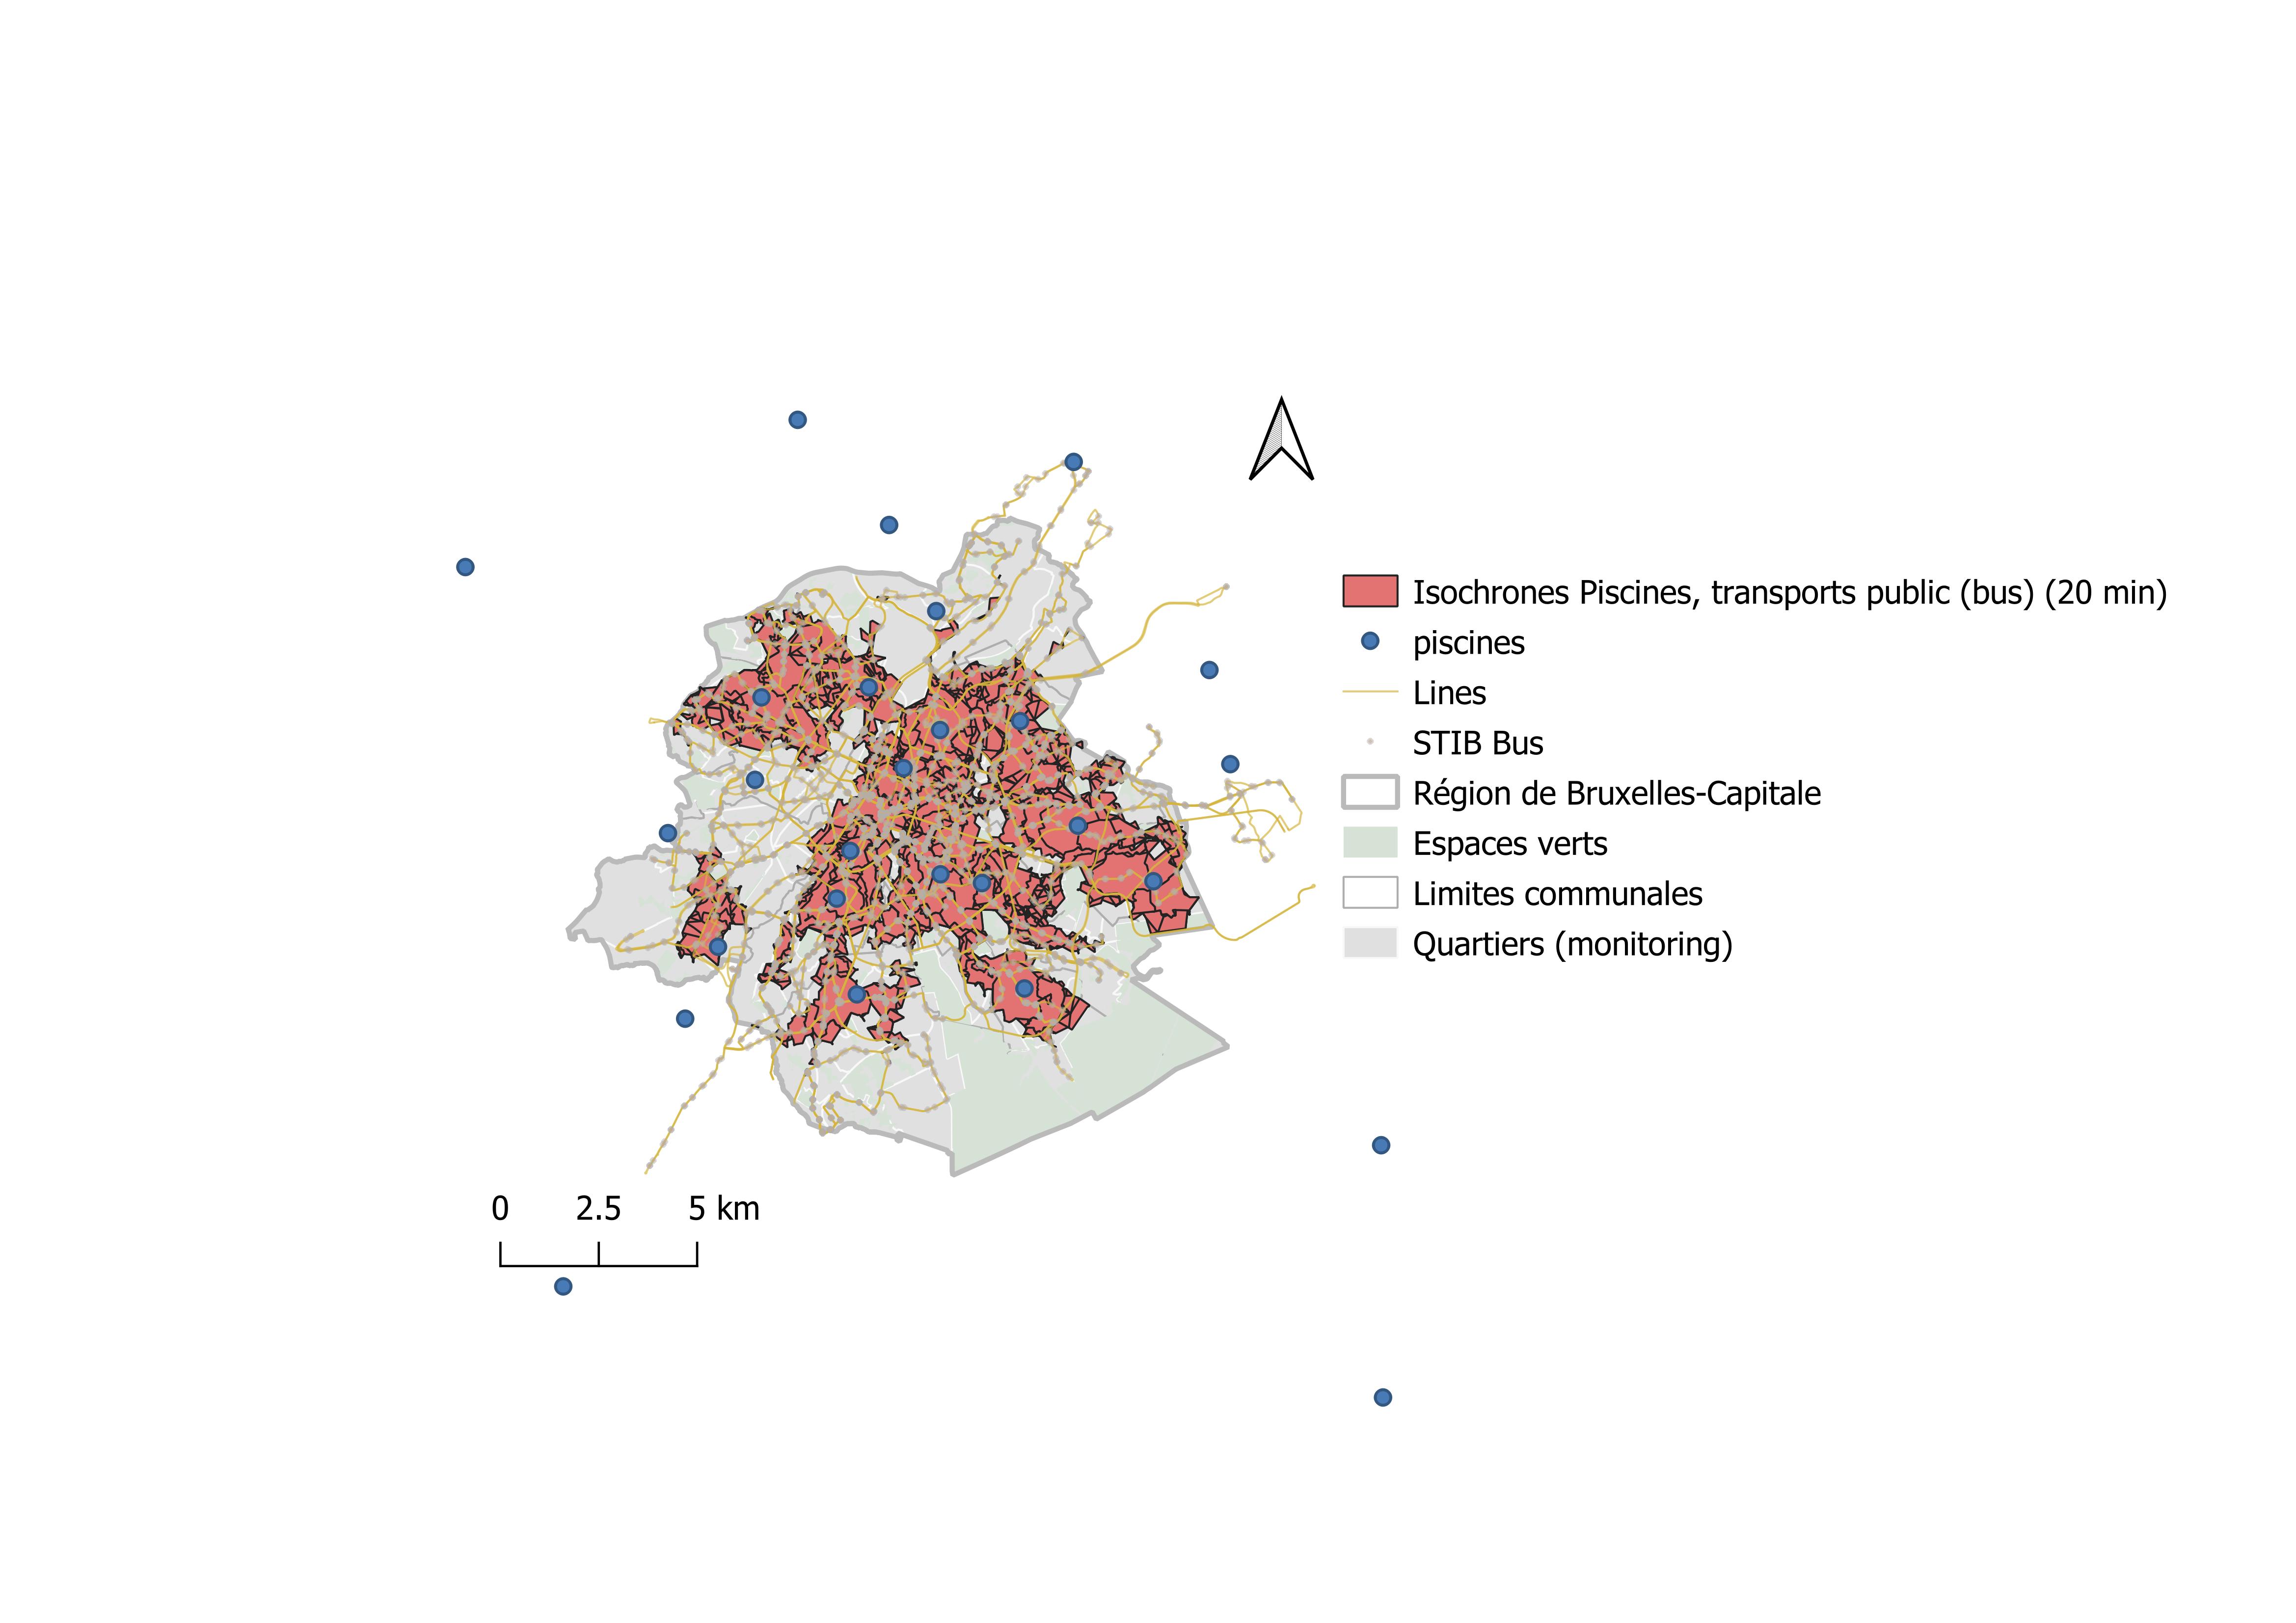 Isochrones Piscines, transports public (bus) (20 min)
piscines
Lines
STIB Bus
Région de Bruxelles-Capitale
Espaces verts
Limites communales
Quartiers (monitoring)
0 2.5 5 km